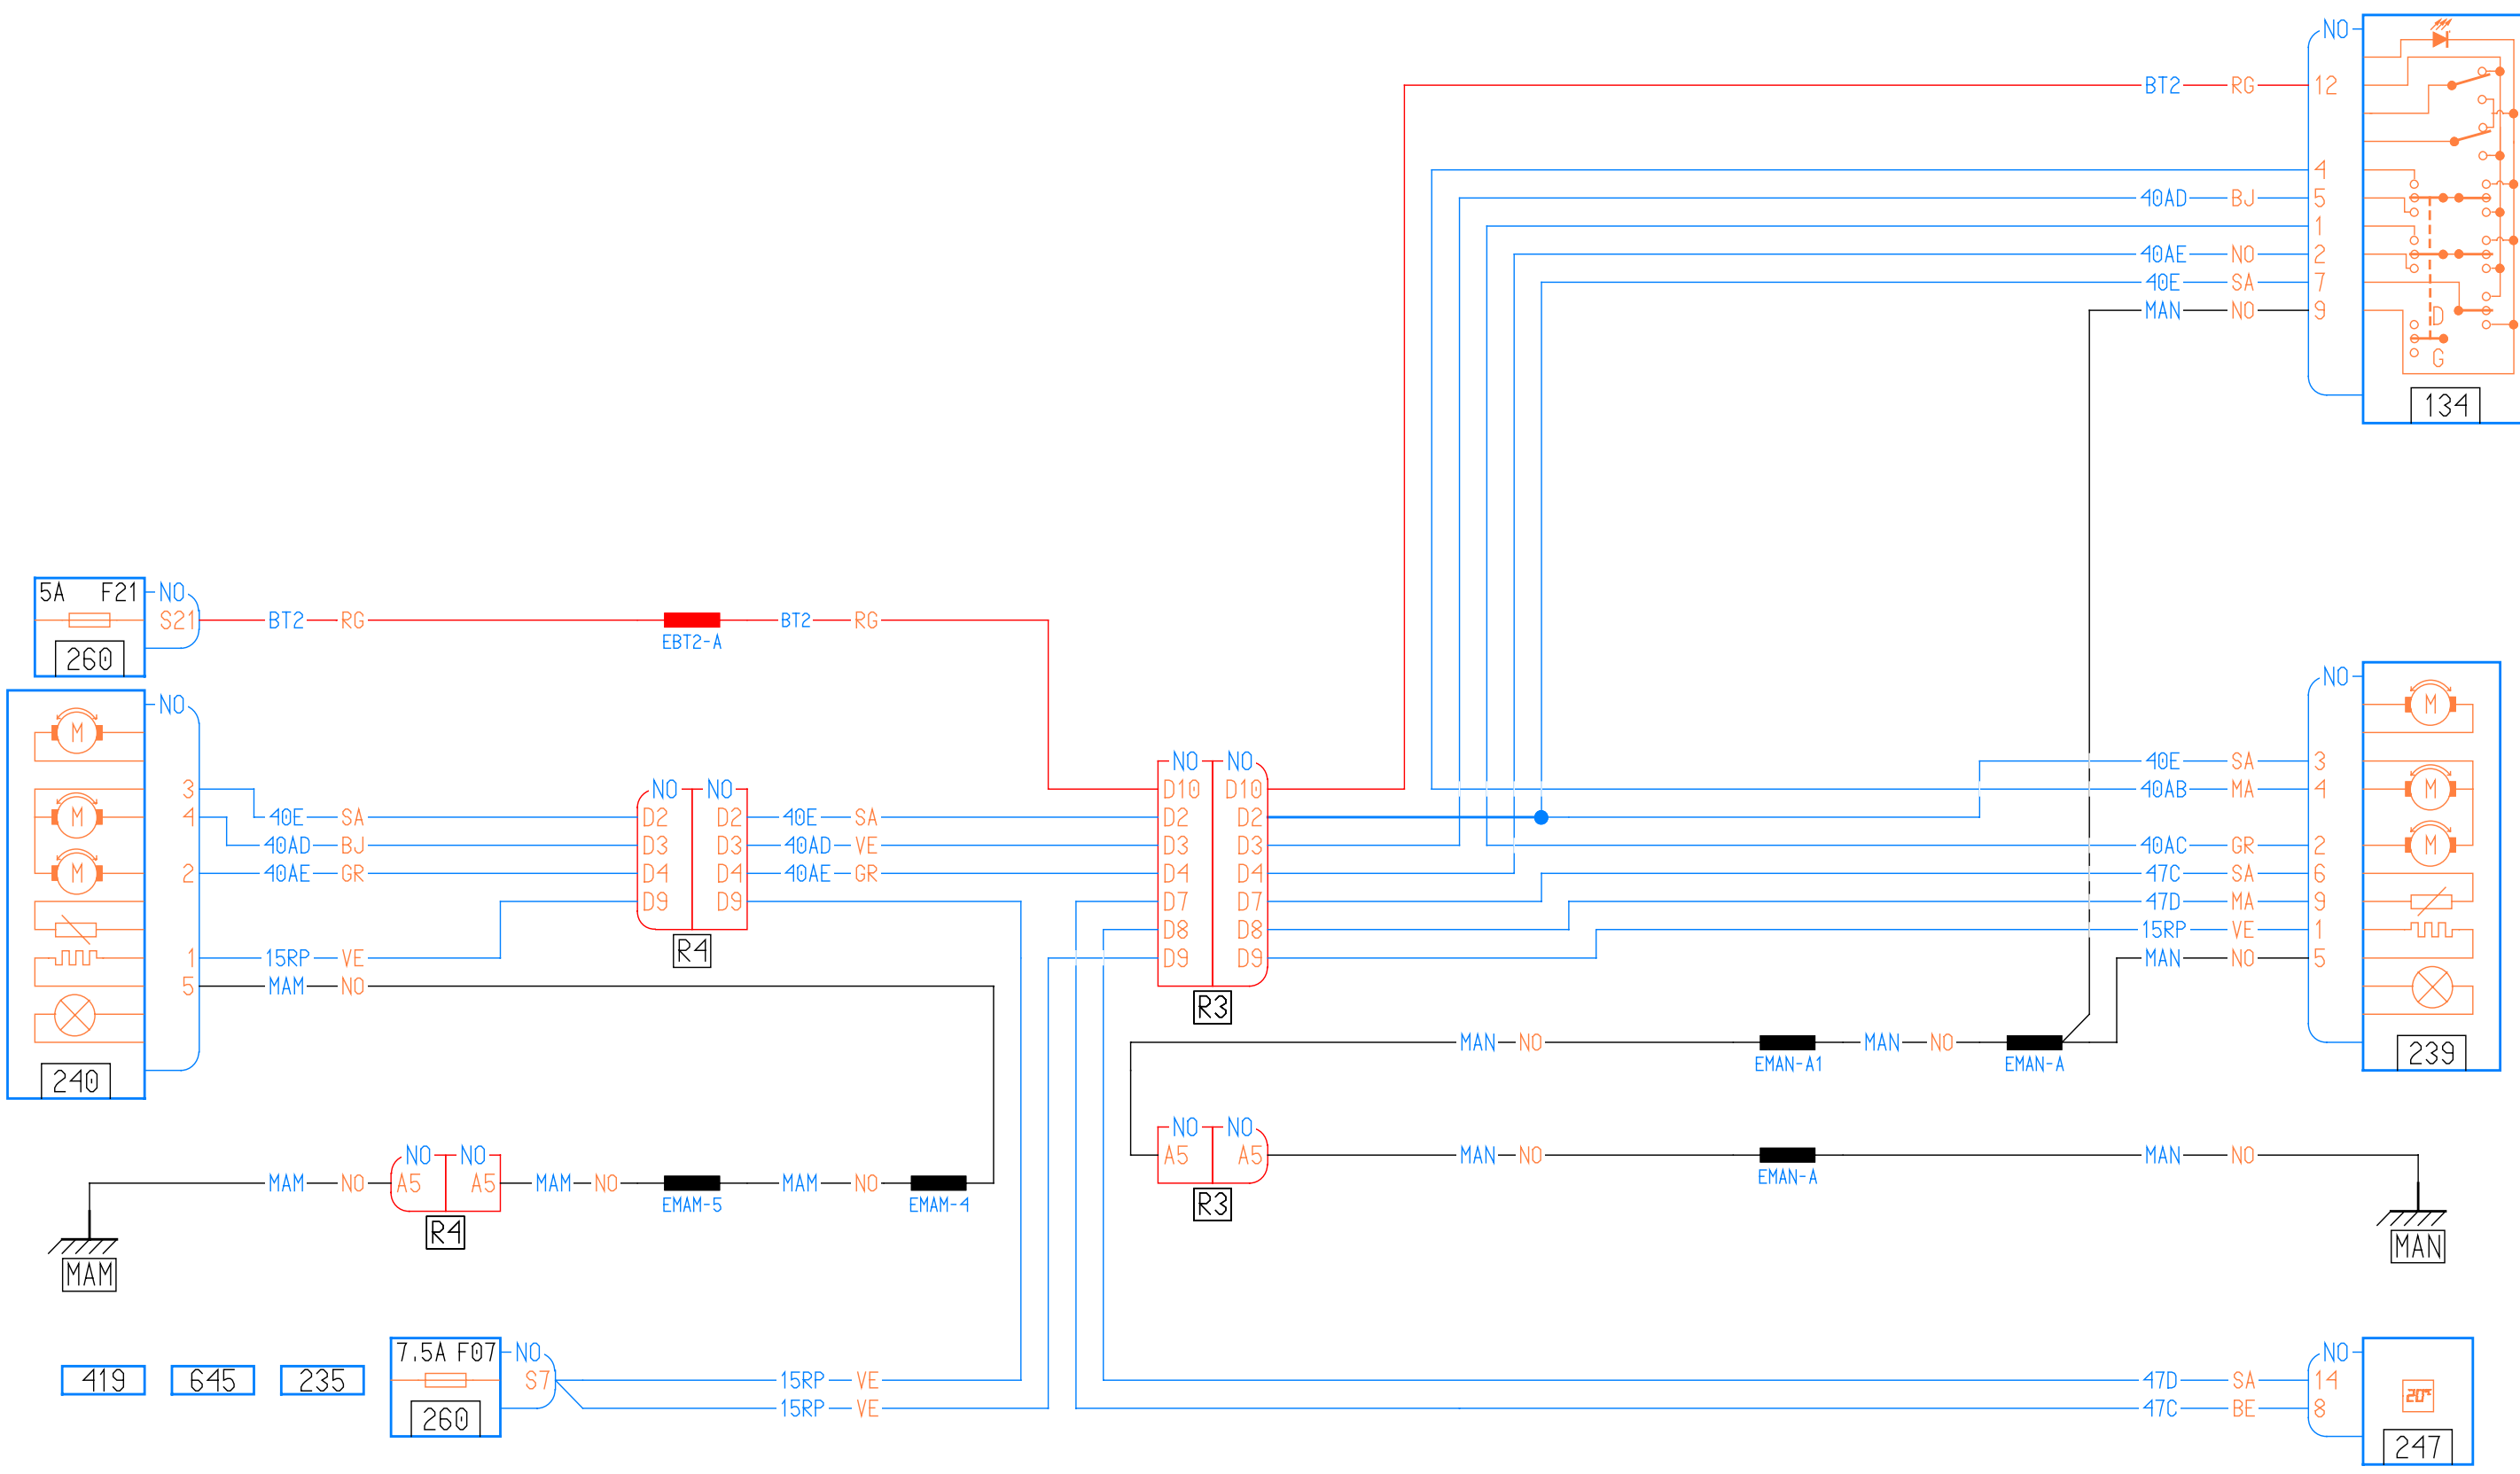 NO
BT2 RG 12
4
40AD BJ 5
1
40AE NO 2
40E SA 7
MAN NO 9
D
G
134
5A F21 NO
S21 BT2 RG BT2 RG
EBT2-A
260
NO
M
3
4
2
1
5
M
M
40E SA
40AD BJ
40AE GR
15RP VE
MAM NO
240
NO NO
D2 D2
D3 D3
D4 D4
D9 D9
R4
40E SA
40AD VE
40AE GR
NO NO
D10 D10
D2 D2
D3 D3
D4 D4
D7 D7
D8 D8
D9 D9
R3
NO
M
40E SA 3
40AB MA 4
M
40AC GR 2
M
47C SA 6
47D MA 9
15RP VE 1
MAN NO 5
239
MAN NO MAN NO
EMAN-A1 EMAN-A
NO NO
A5 A5 MAN NO MAN NO
EMAN-A
R3
MAN
NO NO
MAM NO A5 A5 MAM NO MAM NO
EMAM-5 EMAM-4
R4
MAM
419 645 235
7.5A F07 NO
S7 15RP VE
15RP VE
260
NO
47D SA 14
47C BE 8
20°
247